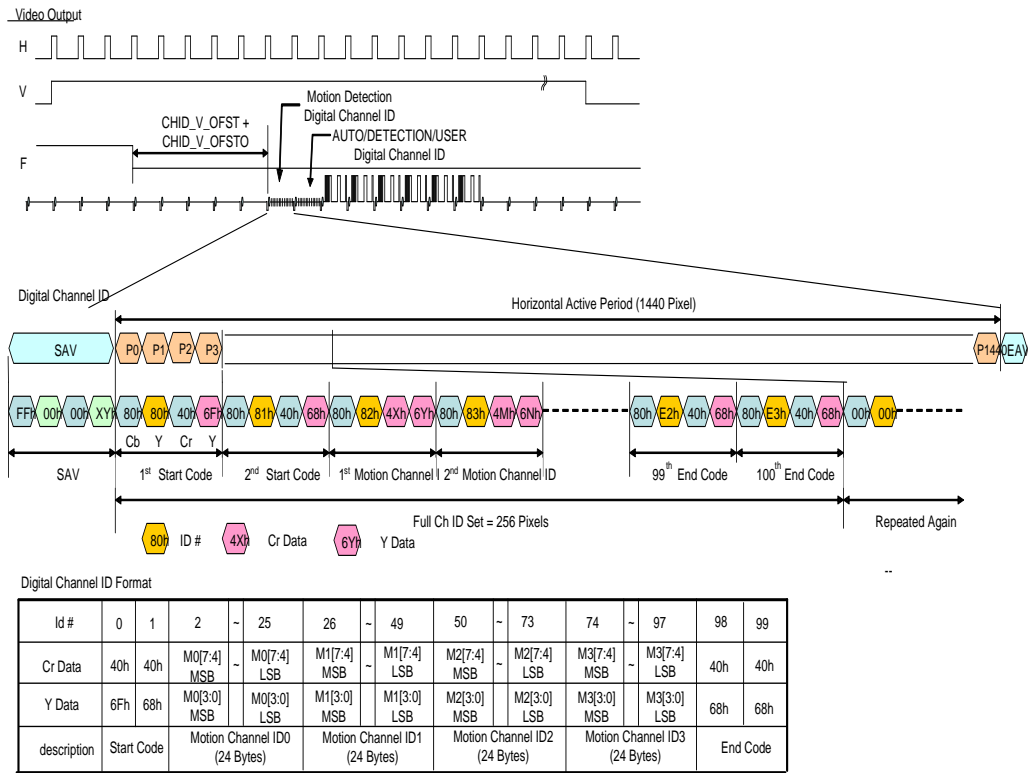 Video Output
H
V
F
CHID_V_OFST +
CHID_V_OFSTO
Motion Detection
Digital Channel ID
AUTO/DETECTION/USER
Digital Channel ID
Digital Channel ID
Horizontal Active Period (1440 Pixel)
SAV P0 P1 P2 P3 P1440 EAV
FFh 00h 00h XYh 80h 80h 40h 6Fh 80h 81h 40h 68h 80h 82h 4Xh 6Yh 80h 83h 4Mh 6Nh 80h E2h 40h 68h 80h E3h 40h 68h 00h 00h
Cb Y Cr Y
SAV 1st Start Code 2nd Start Code 1st Motion Channel I 2nd Motion Channel ID 99th End Code 100th End Code
Full Ch ID Set = 256 Pixels Repeated Again
80h ID # 4Xh Cr Data 6Yh Y Data
--
Digital Channel ID Format
Id # 0 1 2 ~ 25 26 ~ 49 50 ~ 73 74 ~ 97 98 99
Cr Data 40h 40h M0[7:4] MSB ~ M0[7:4] LSB M1[7:4] MSB ~ M1[7:4] LSB M2[7:4] MSB ~ M2[7:4] LSB M3[7:4] MSB ~ M3[7:4] LSB 40h 40h
Y Data 6Fh 68h M0[3:0] MSB M0[3:0] LSB M1[3:0] MSB M1[3:0] LSB M2[3:0] MSB M2[3:0] LSB M3[3:0] MSB M3[3:0] LSB 68h 68h
description Start Code Motion Channel ID0 (24 Bytes) Motion Channel ID1 (24 Bytes) Motion Channel ID2 (24 Bytes) Motion Channel ID3 (24 Bytes) End Code